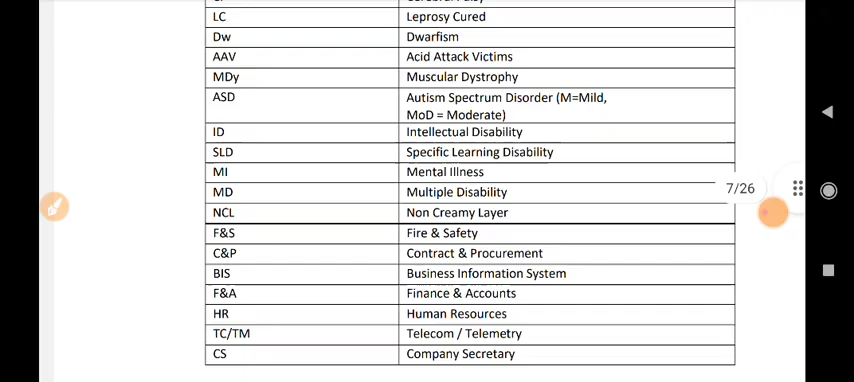 LC Leprosy Cured
Dw Dwarfism
AAV Acid Attack Victims
MDy Muscular Dystrophy
ASD Autism Spectrum Disorder (M=Mild,
MoD = Moderate)
ID Intellectual Disability
SLD Specific Learning Disability
MI Mental Illness
MD Multiple Disability
7/26
NCL Non Creamy Layer
F&S Fire & Safety
C&P Contract & Procurement
BIS Business Information System
F&A Finance & Accounts
HR Human Resources
TC/TM Telecom / Telemetry
CS Company Secretary